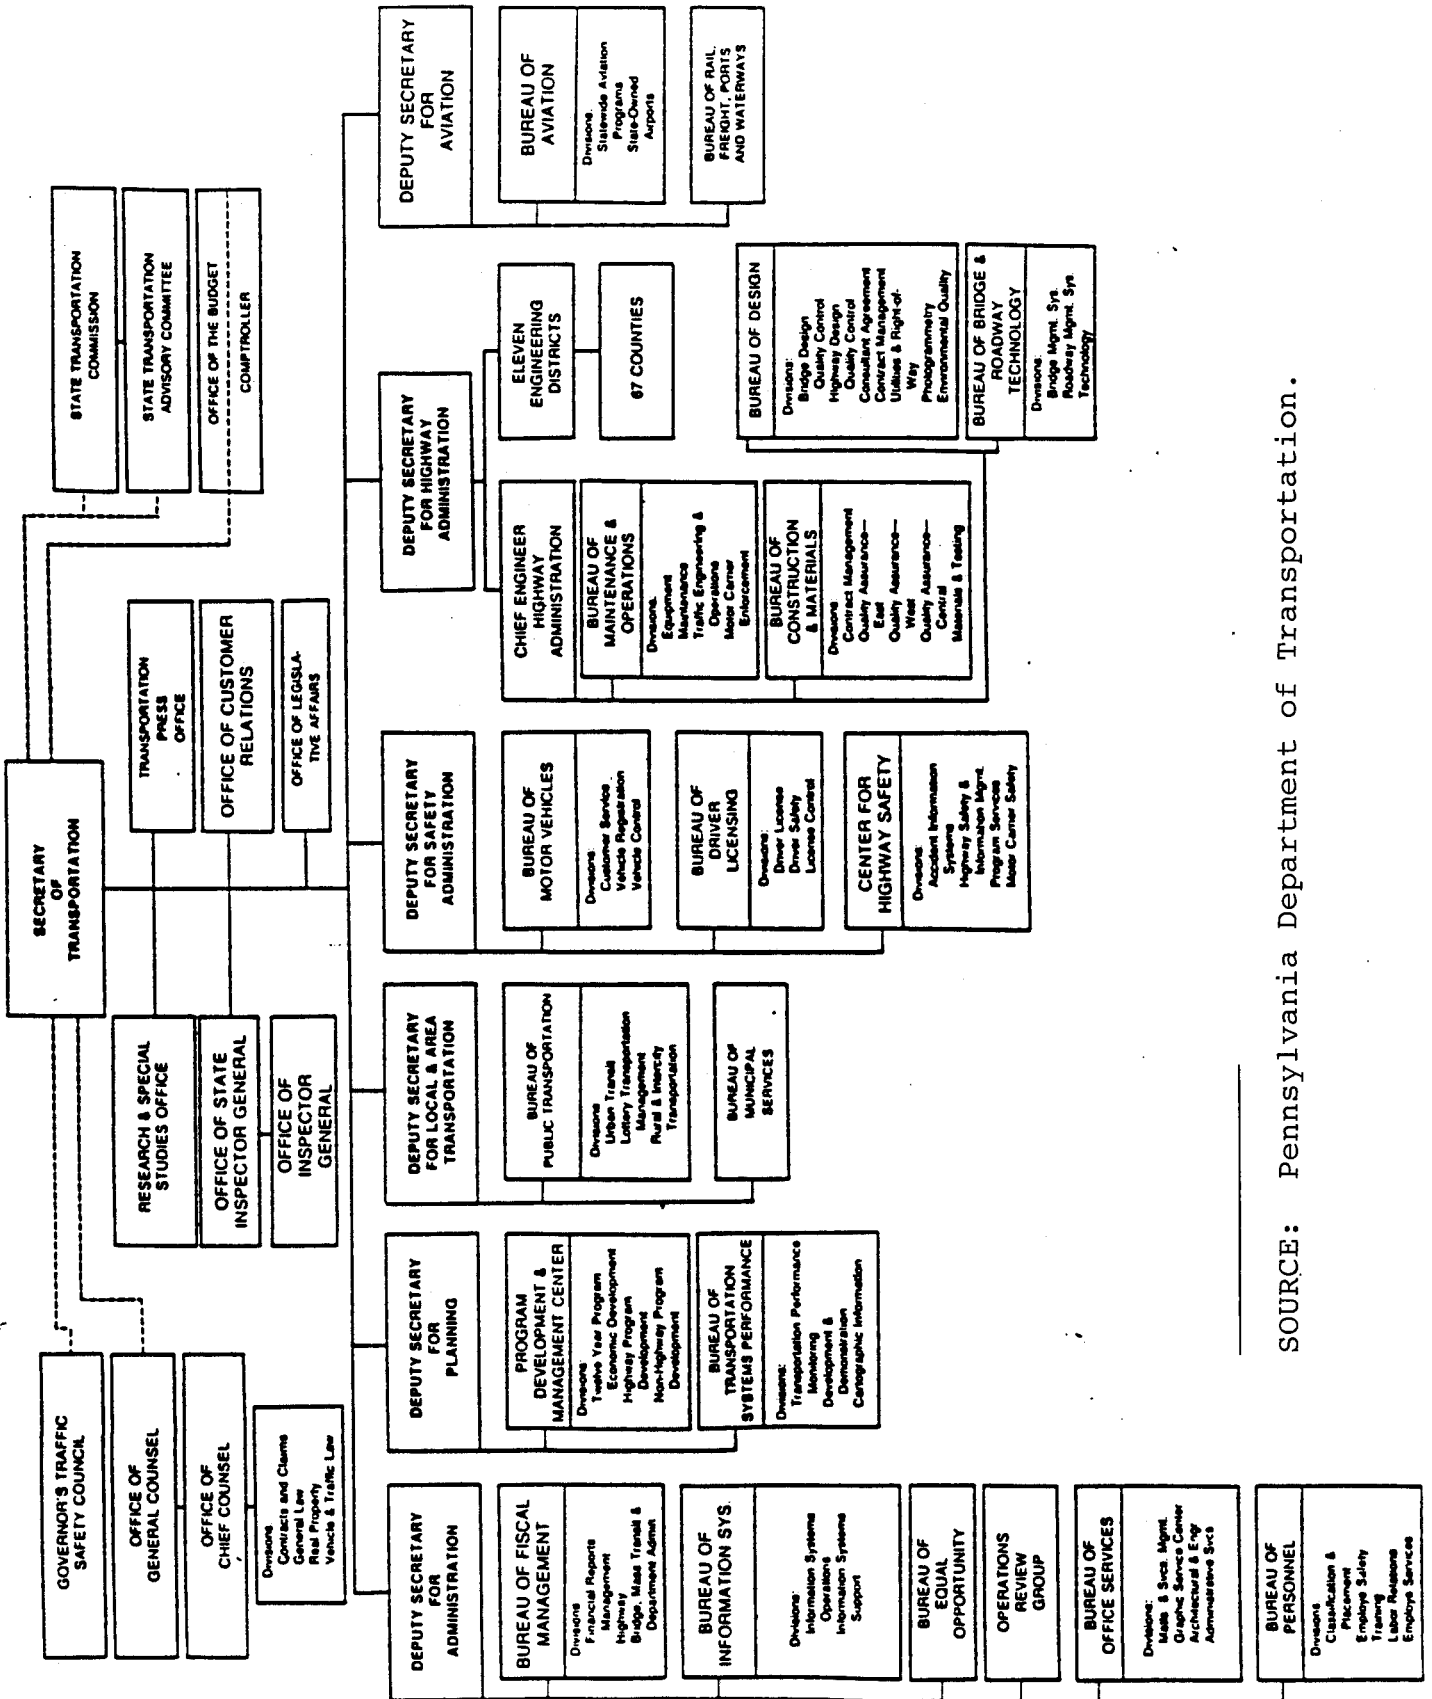 SECRETARY
OF
TRANSPORTATION
GOVERNOR'S TRAFFIC
SAFETY COUNCIL
OFFICE OF
GENERAL COUNSEL
OFFICE OF
CHIEF COUNSEL
Divisions
Contracts and Claims
General Law
Real Property
Vehicle & Traffic Law
RESEARCH & SPECIAL
STUDIES OFFICE
OFFICE OF STATE
INSPECTOR GENERAL
OFFICE OF
INSPECTOR
GENERAL
TRANSPORTATION
PRESS
OFFICE
OFFICE OF CUSTOMER
RELATIONS
OFFICE OF LEGISLA-
TIVE AFFAIRS
STATE TRANSPORTATION
COMMISSION
STATE TRANSPORTATION
ADVISORY COMMITTEE
OFFICE OF THE BUDGET
COMPTROLLER
DEPUTY SECRETARY
FOR
ADMINISTRATION
BUREAU OF FISCAL
MANAGEMENT
Divisions
Financial Reports
Management
Highway
Bridge, Mass Transit &
Department Admin
BUREAU OF
INFORMATION SYS.
Divisions:
Information Systems
Operations
Information Systems
Support
BUREAU OF
EQUAL
OPPORTUNITY
OPERATIONS
REVIEW
GROUP
BUREAU OF
OFFICE SERVICES
Divisions:
Matls & Svcs. Mgmt.
Graphic Service Center
Architectural & Engr
Administrative Svcs
BUREAU OF
PERSONNEL
Divisions
Classification &
Placement
Employe Safety
Training
Labor Relations
Employe Services
DEPUTY SECRETARY
FOR
PLANNING
PROGRAM
DEVELOPMENT &
MANAGEMENT CENTER
Divisions:
Twelve Year Program
Economic Development
Highway Program
Development
Non-Highway Program
Development
BUREAU OF
TRANSPORTATION
SYSTEMS PERFORMANCE
Divisions:
Transportation Performance
Monitoring
Development &
Demonstration
Cartographic Information
DEPUTY SECRETARY
FOR LOCAL & AREA
TRANSPORTATION
BUREAU OF
PUBLIC TRANSPORTATION
Divisions
Urban Transit
Lottery Transportation
Management
Rural & Intercity
Transportation
BUREAU OF
MUNICIPAL
SERVICES
DEPUTY SECRETARY
FOR SAFETY
ADMINISTRATION
BUREAU OF
MOTOR VEHICLES
Divisions:
Customer Service
Vehicle Registration
Vehicle Control
BUREAU OF
DRIVER
LICENSING
Divisions:
Driver License
Driver Safety
License Control
CENTER FOR
HIGHWAY SAFETY
Divisions:
Accident Information
Systems
Highway Safety &
Information Mgmt.
Program Services
Motor Carrier Safety
DEPUTY SECRETARY
FOR HIGHWAY
ADMINISTRATION
CHIEF ENGINEER
HIGHWAY
ADMINISTRATION
BUREAU OF
MAINTENANCE &
OPERATIONS
Divisions:
Equipment
Maintenance
Traffic Engineering &
Operations
Motor Carrier
Enforcement
BUREAU OF
CONSTRUCTION
& MATERIALS
Divisions:
Contract Management
Quality Assurance—
East
Quality Assurance—
West
Quality Assurance—
Central
Materials & Testing
ELEVEN
ENGINEERING
DISTRICTS
67 COUNTIES
BUREAU OF DESIGN
Divisions:
Bridge Design
Quality Control
Highway Design
Quality Control
Consultant Agreement
Contract Management
Utilities & Right-of-
Way
Photogrammetry
Environmental Quality
BUREAU OF BRIDGE &
ROADWAY
TECHNOLOGY
Divisions:
Bridge Mgmt. Sys.
Roadway Mgmt. Sys.
Technology
DEPUTY SECRETARY
FOR
AVIATION
BUREAU OF
AVIATION
Divisions:
Statewide Aviation
Programs
State-Owned
Airports
BUREAU OF RAIL.
FREIGHT, PORTS
AND WATERWAYS
SOURCE: Pennsylvania Department of Transportation.